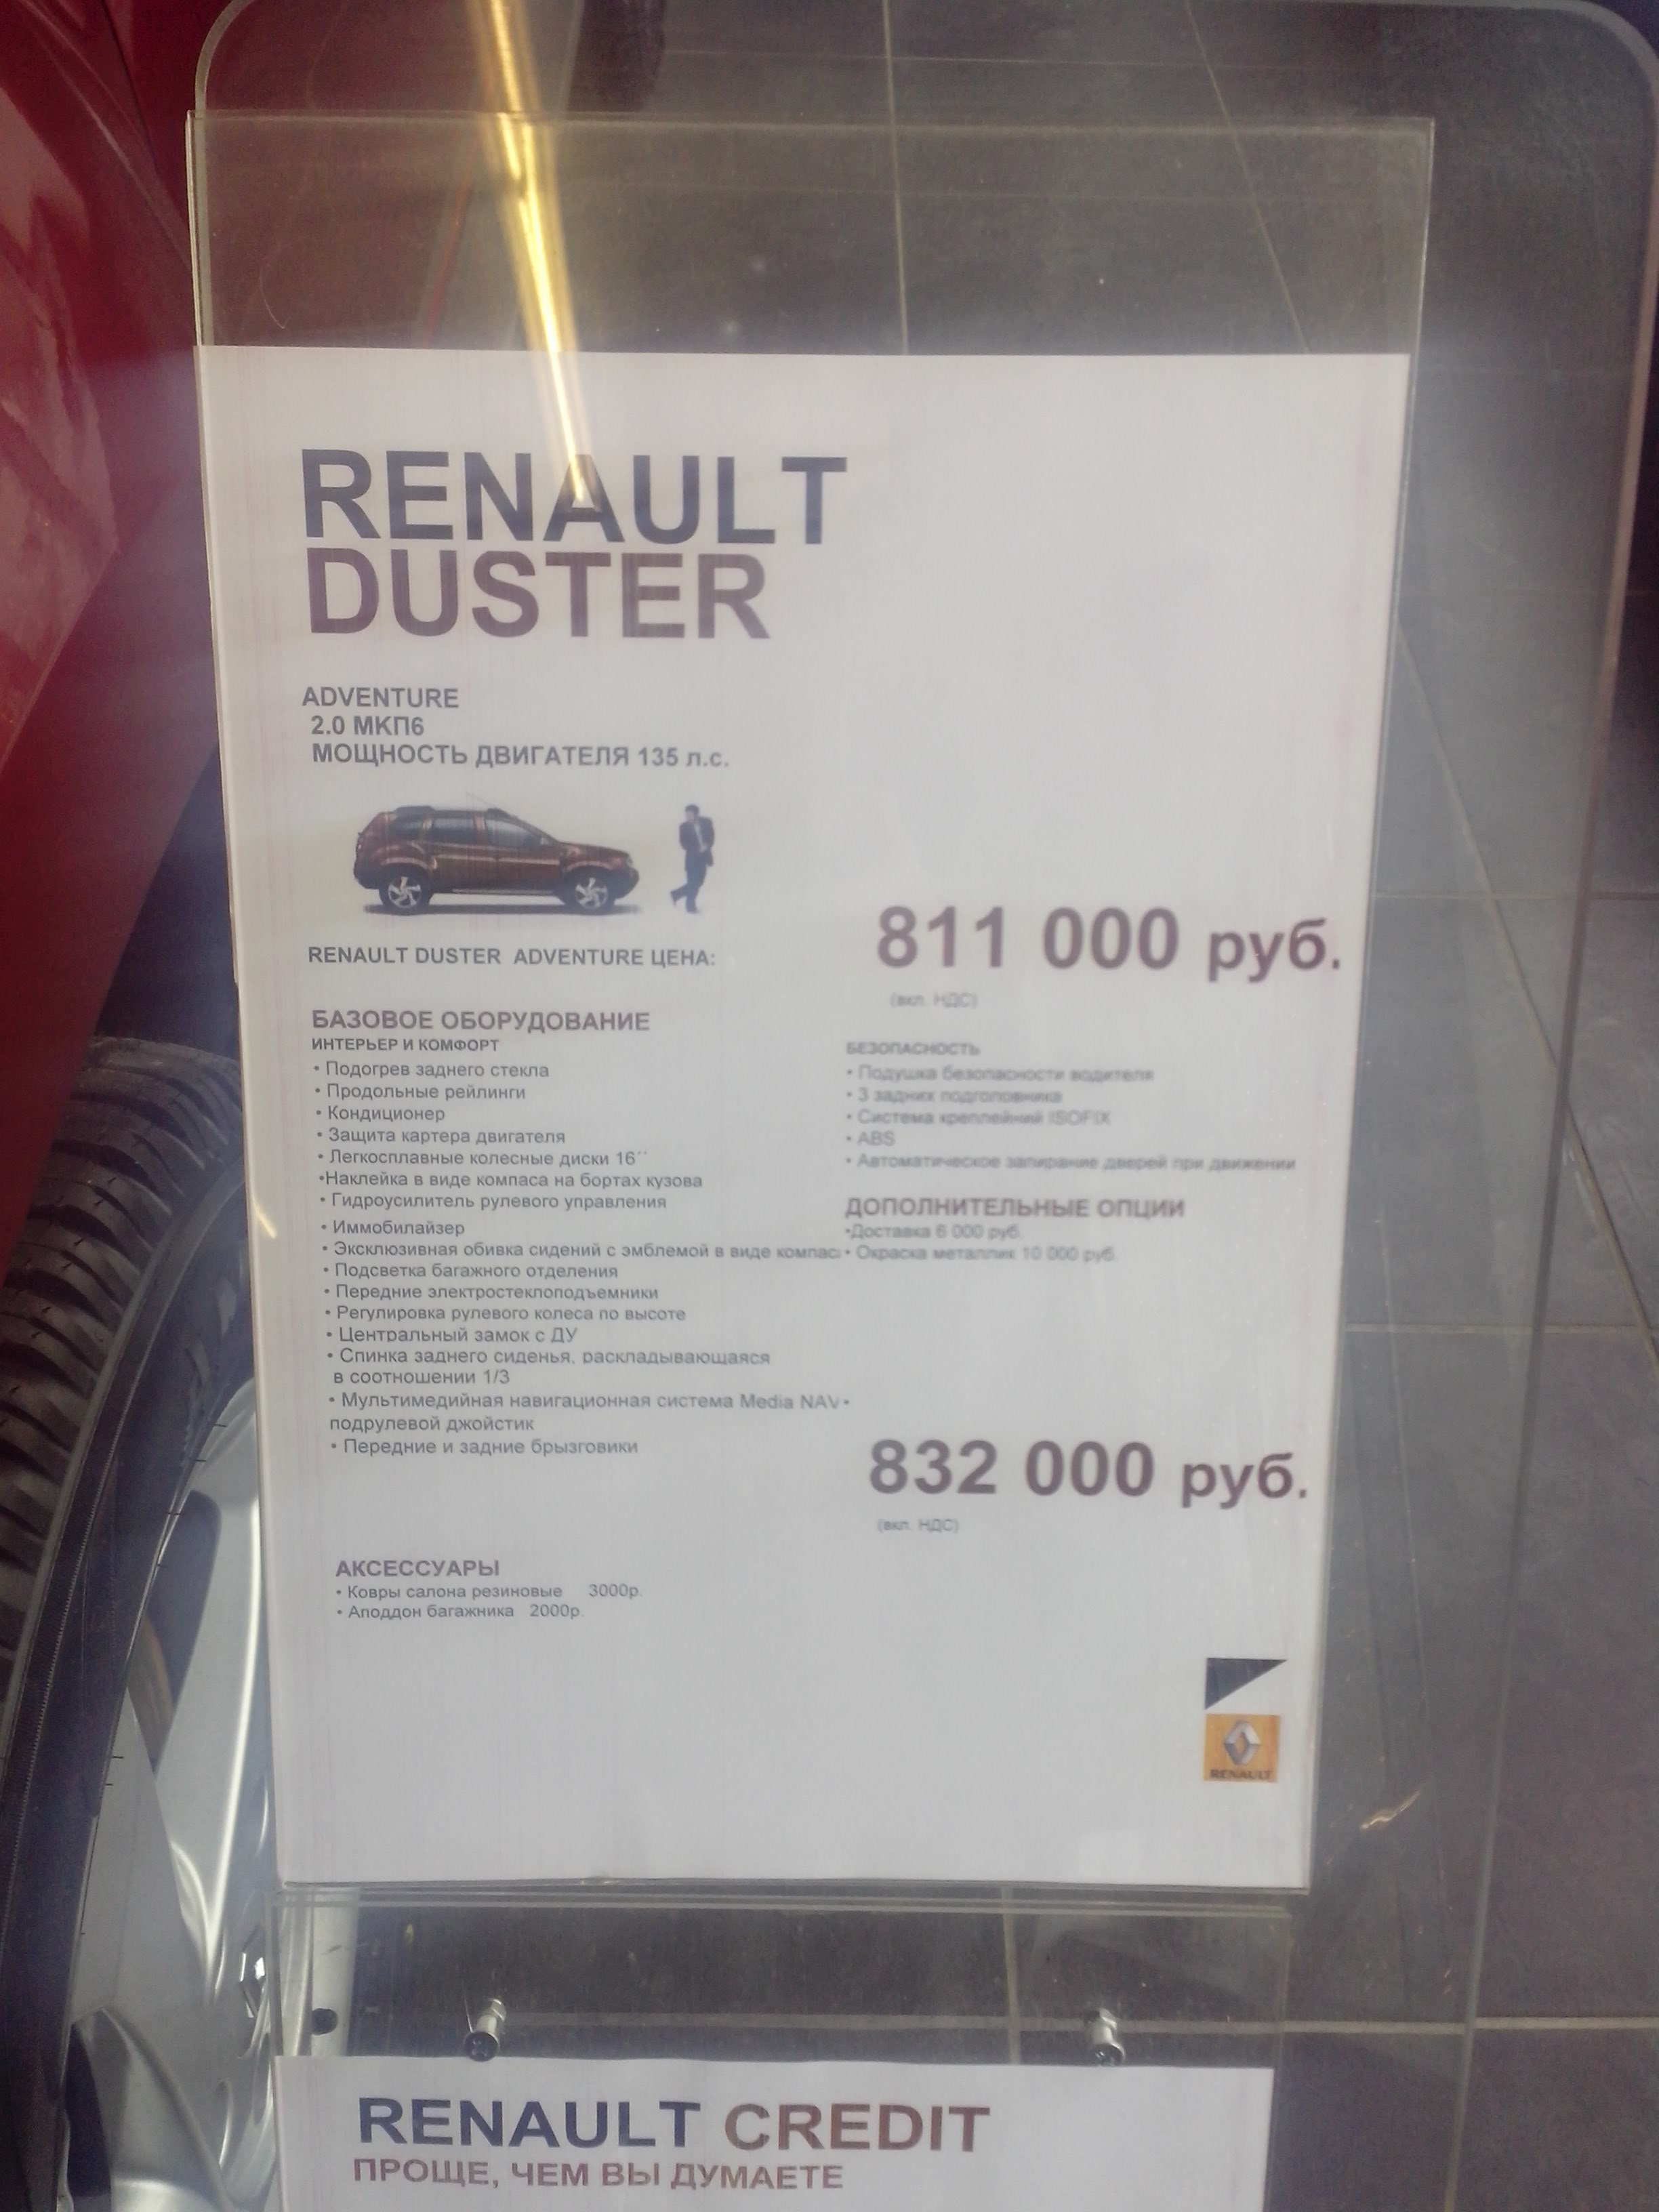 RENAULT
DUSTER
ADVENTURE
2.0 МКП6
МОЩНОСТЬ ДВИГАТЕЛЯ 135 л.с.
RENAULT DUSTER ADVENTURE ЦЕНА:
811 000 руб.
(вкл. НДС)
БАЗОВОЕ ОБОРУДОВАНИЕ
ИНТЕРЬЕР И КОМФОРТ
• Подогрев заднего стекла
• Продольные рейлинги
• Кондиционер
• Защита картера двигателя
• Легкосплавные колесные диски 16´´
•Наклейка в виде компаса на бортах кузова
• Гидроусилитель рулевого управления
• Иммобилайзер
• Эксклюзивная обивка сидений с эмблемой в виде компас
• Подсветка багажного отделения
• Передние электростеклоподъемники
• Регулировка рулевого колеса по высоте
• Центральный замок с ДУ
• Спинка заднего сиденья, раскладывающаяся
в соотношении 1/3
• Мультимедийная навигационная система Media NAV•
подрулевой джойстик
• Передние и задние брызговики
БЕЗОПАСНОСТЬ
• Подушка безопасности водителя
• 3 задних подголовника
• Система креплейний ISOFIX
• ABS
• Автоматическое запирание дверей при движении
ДОПОЛНИТЕЛЬНЫЕ ОПЦИИ
•Доставка 6 000 руб.
• Окраска металлик 10 000 руб.
832 000 руб.
(вкл. НДС)
АКСЕССУАРЫ
• Ковры салона резиновые 3000р.
• Аподдон багажника 2000р.
RENAULT
RENAULT CREDIT
ПРОЩЕ, ЧЕМ ВЫ ДУМАЕТЕ